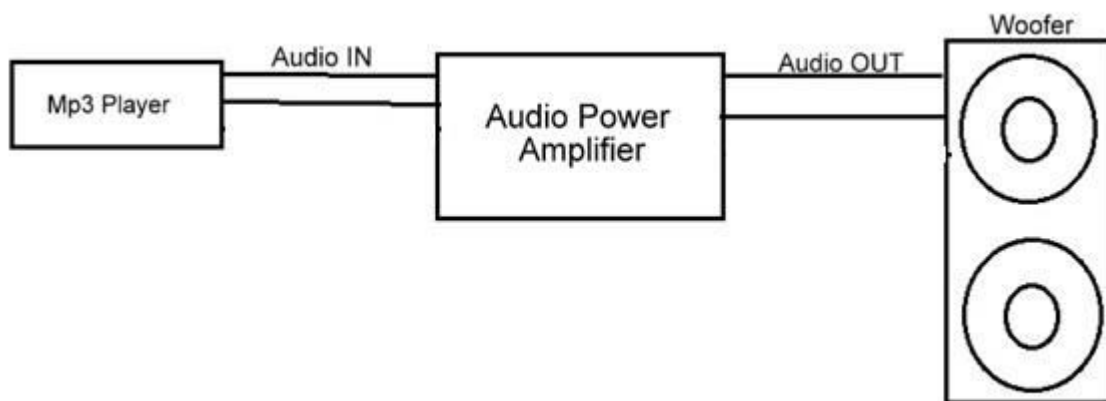 Mp3 Player
Audio IN
Audio Power
Amplifier
Audio OUT
Woofer